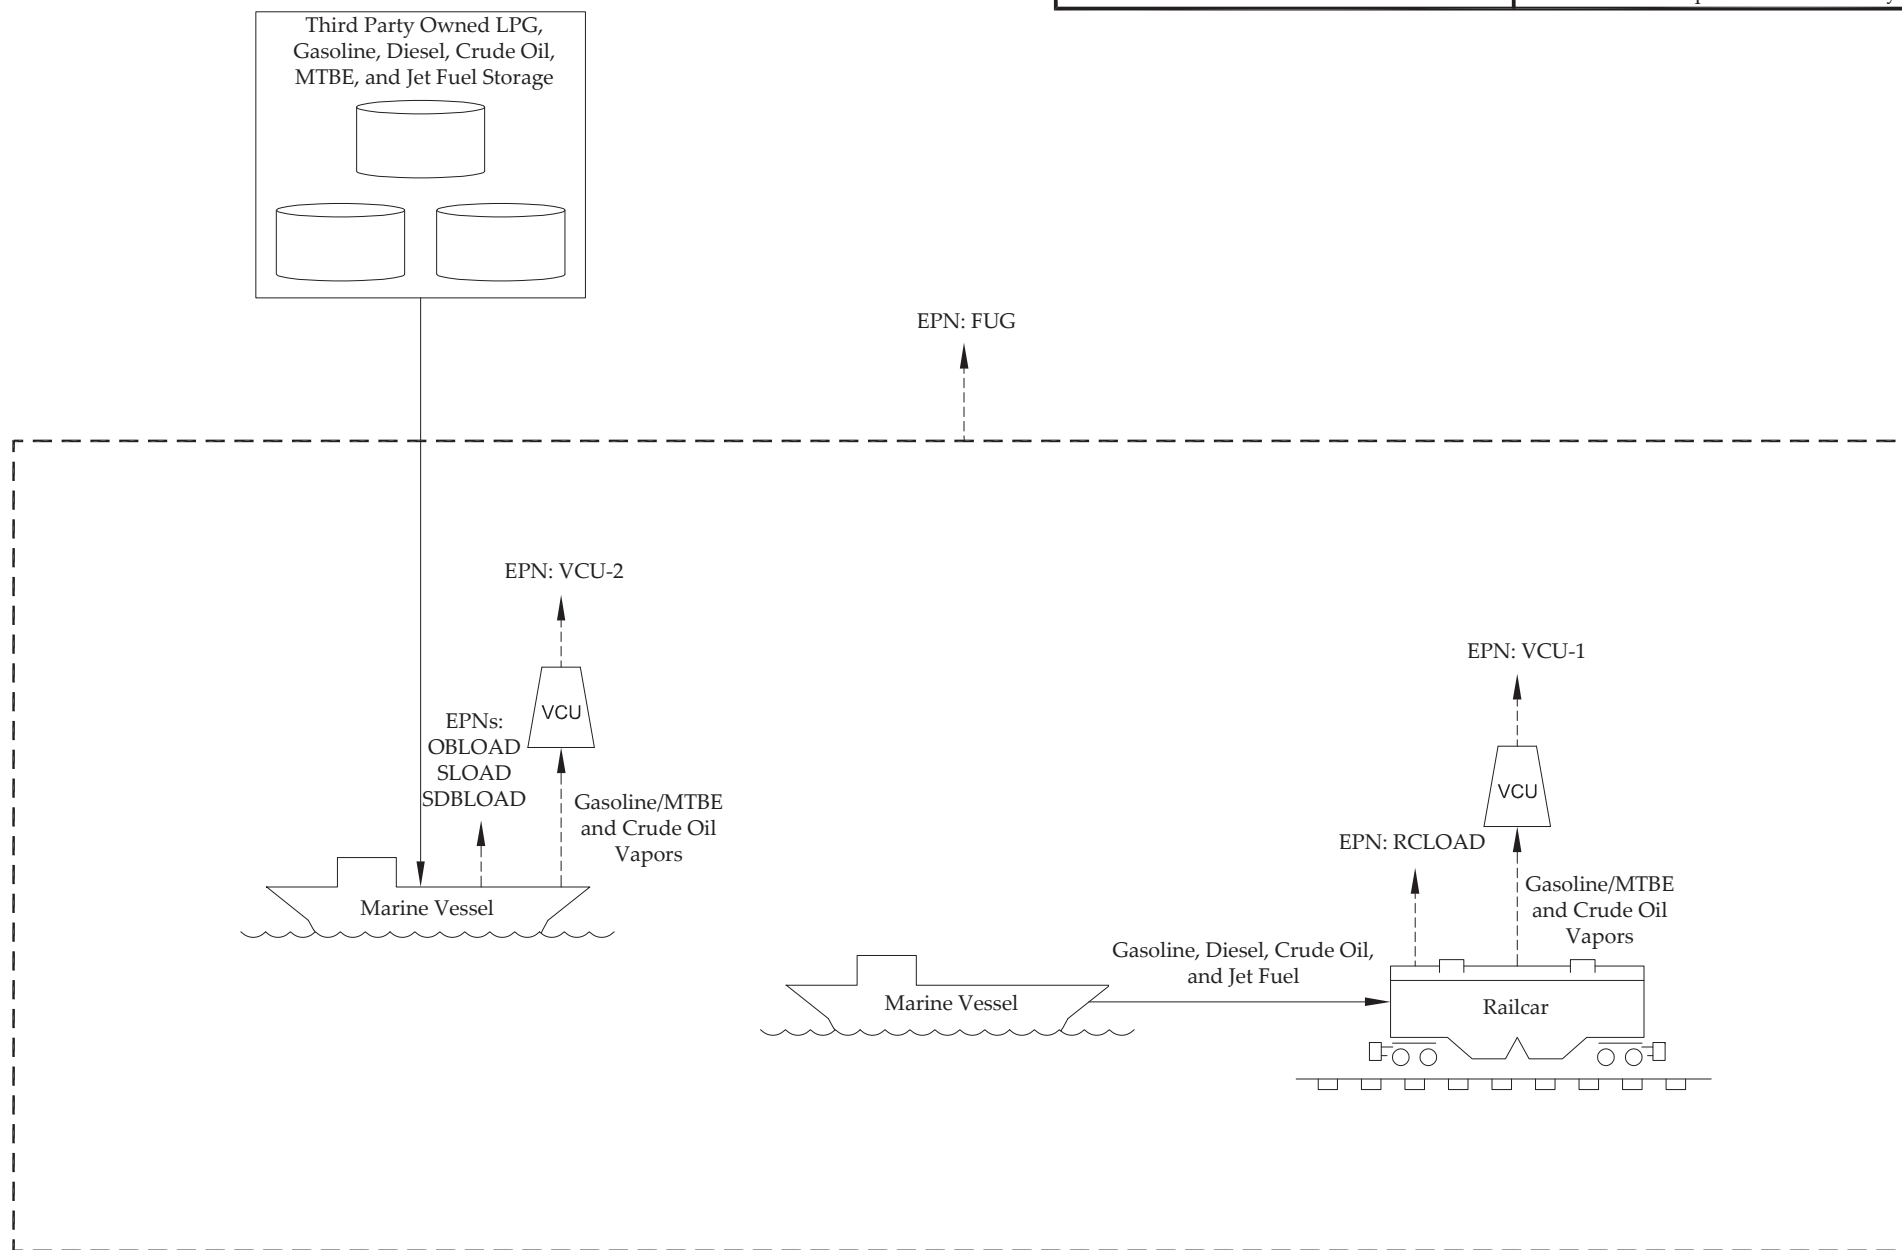 Third Party Owned LPG,
Gasoline, Diesel, Crude Oil,
MTBE, and Jet Fuel Storage
EPN: FUG
EPN: VCU-2
VCU
EPNs:
OBLOAD
SLOAD
SDBLOAD
Gasoline/MTBE
and Crude Oil
Vapors
Marine Vessel
EPN: VCU-1
VCU
EPN: RCLOAD
Gasoline/MTBE
and Crude Oil
Vapors
Gasoline, Diesel, Crude Oil,
and Jet Fuel
Marine Vessel
Railcar